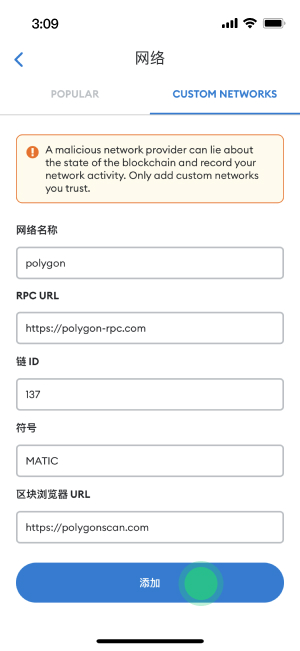 3:09
网络
POPULAR
CUSTOM NETWORKS
A malicious network provider can lie about
the state of the blockchain and record your
network activity. Only add custom networks
you trust.
网络名称
polygon
RPC URL
https://polygon-rpc.com
链 ID
137
符号
MATIC
区块浏览器 URL
https://polygonscan.com
添加